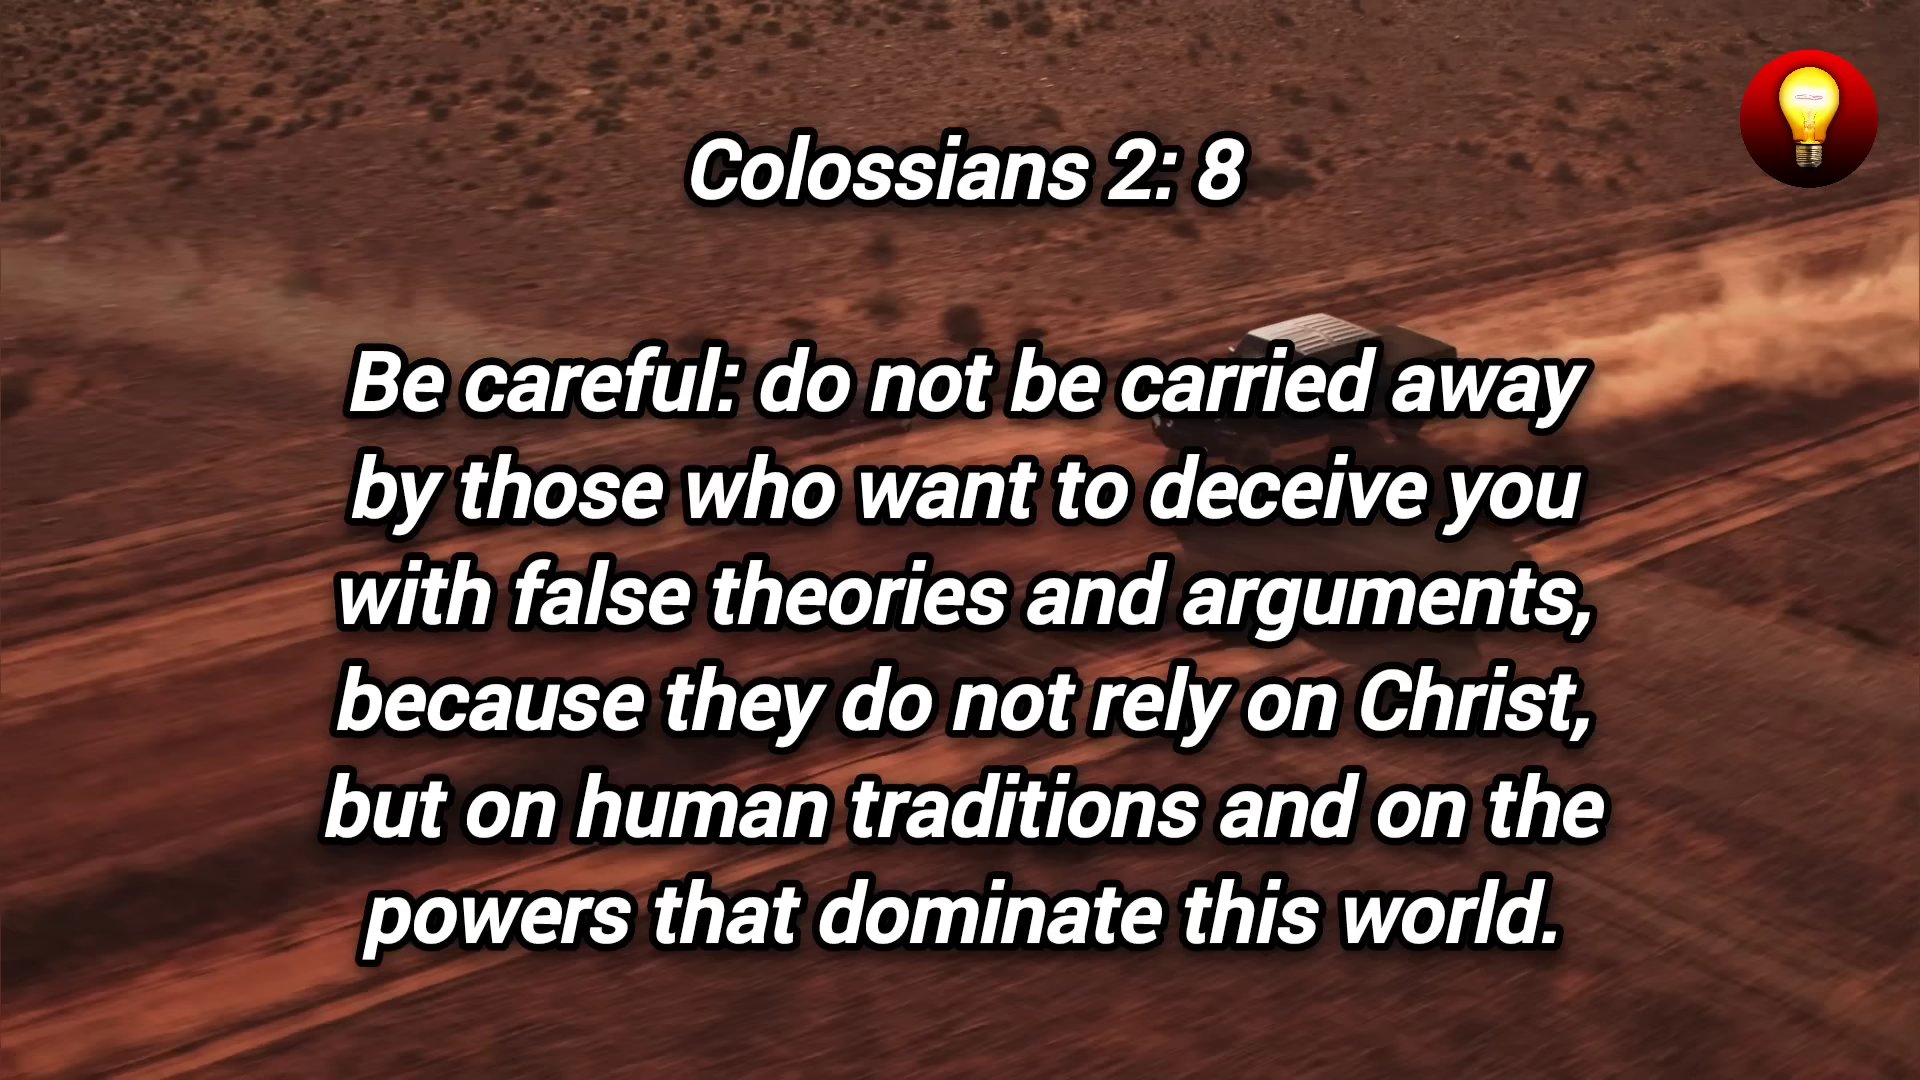 Colossians 2: 8
Be careful: do not be carried away
by those who want to deceive you
with false theories and arguments,
because they do not rely on Christ,
but on human traditions and on the
powers that dominate this world.